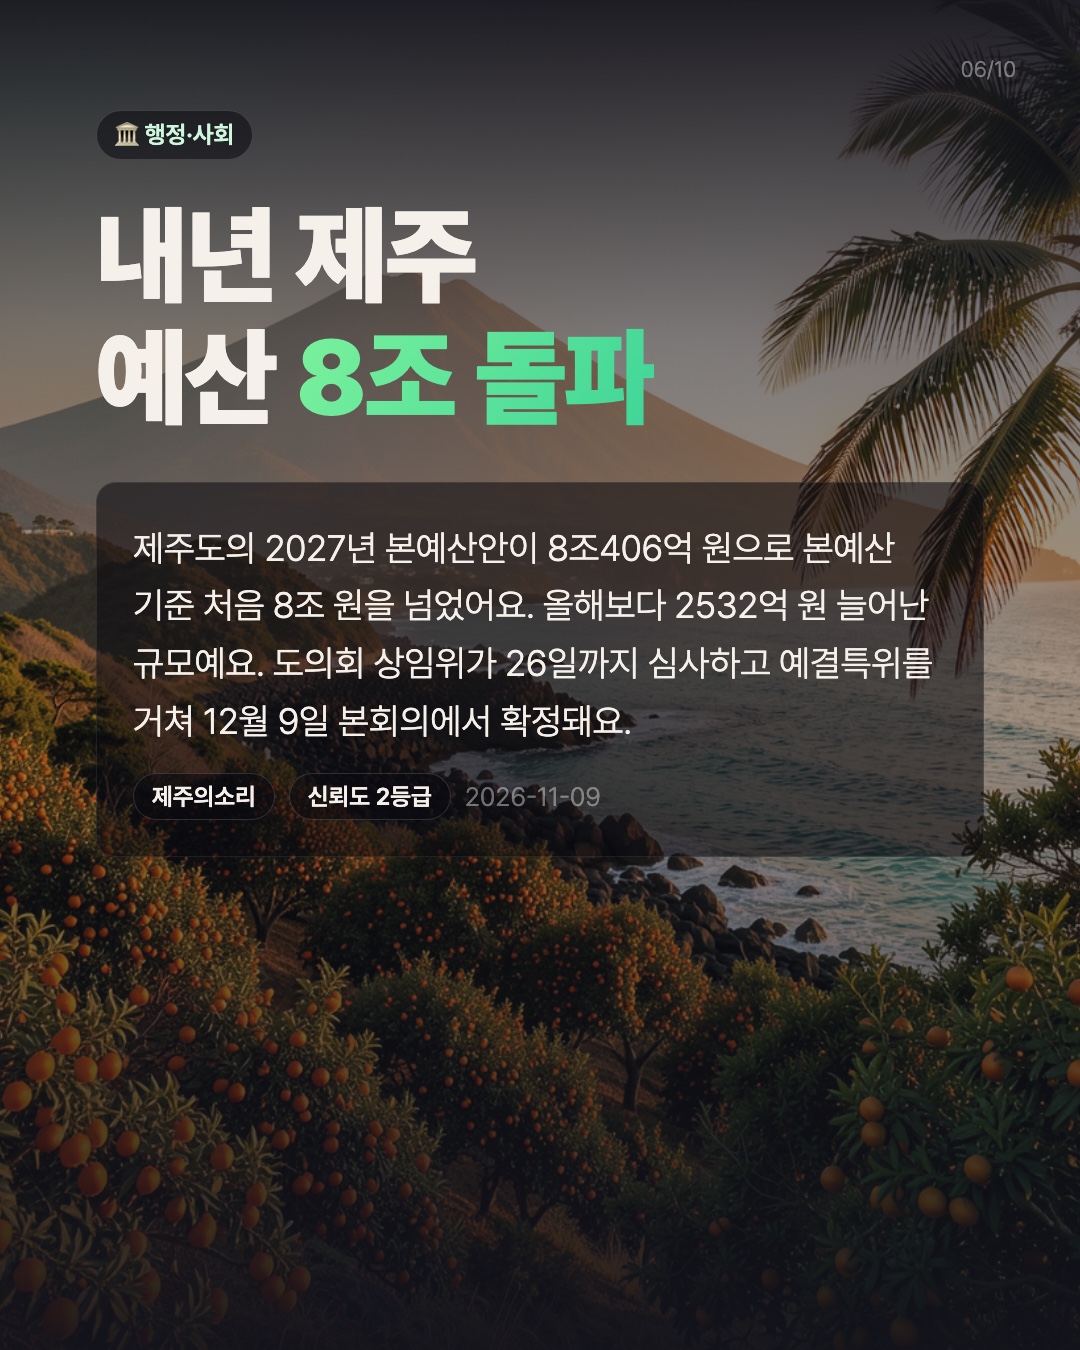 06/10
🏛 행정·사회
내년 제주
예산 8조 돌파
제주도의 2027년 본예산안이 8조406억 원으로 본예산
기준 처음 8조 원을 넘었어요. 올해보다 2532억 원 늘어난
규모예요. 도의회 상임위가 26일까지 심사하고 예결특위를
거쳐 12월 9일 본회의에서 확정돼요.
제주의소리 신뢰도 2등급 2026-11-09